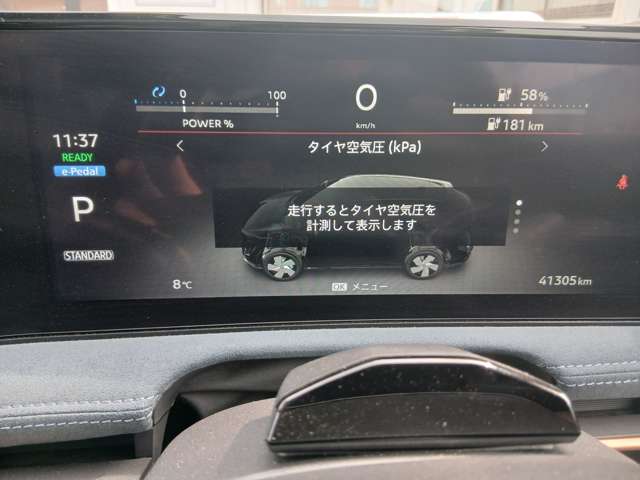 0 100
POWER %
0
km/h
58%
181 km
11:37
READY
e-Pedal
タイヤ空気圧(kPa)
P
走行するとタイヤ空気圧を
計測して表示します
STANDARD
8℃
OK メニュー
41305km